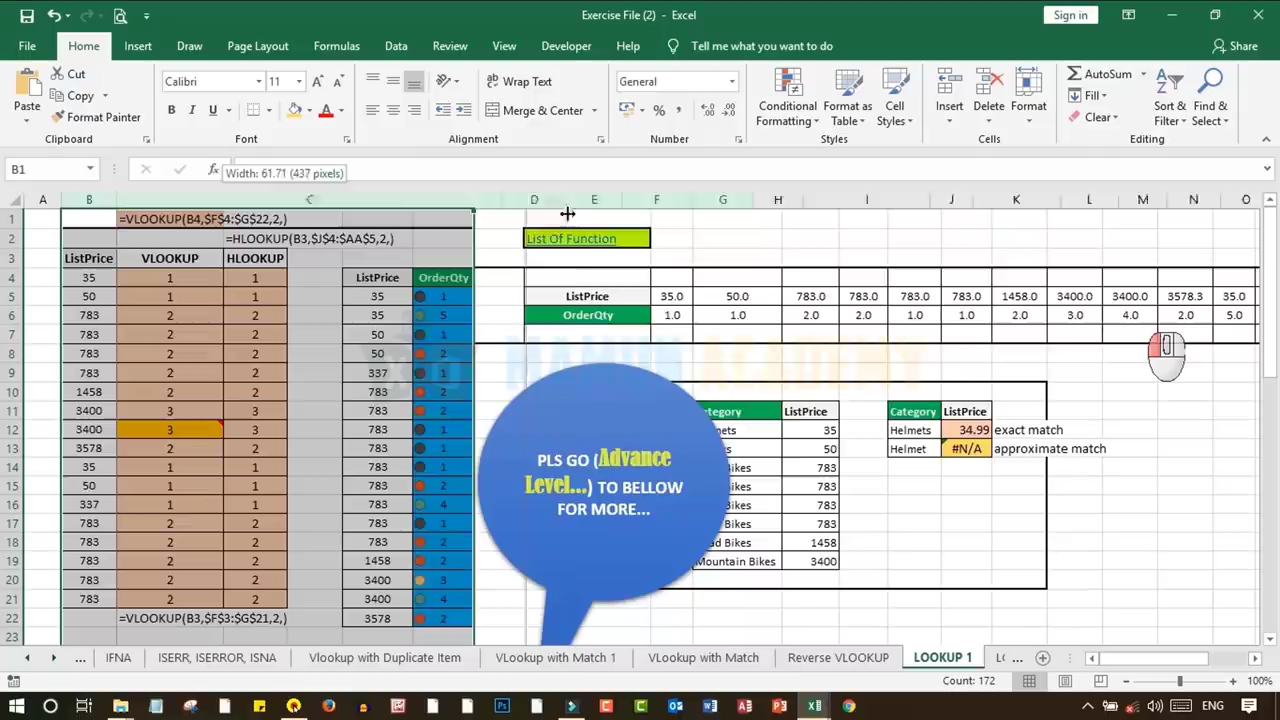 Exercise File (2) - Excel
Sign in
File Home Insert Draw Page Layout Formulas Data Review View Developer Help Tell me what you want to do Share
Paste
Cut
Copy
Format Painter
Clipboard
Calibri 11
B I U
Font
Wrap Text
Merge & Center
Alignment
General
%
Number
Conditional Formatting
Format as Table
Cell Styles
Styles
Insert Delete Format
Cells
AutoSum
Fill
Clear
Sort & Filter
Find & Select
Editing
B1 fx
Width: 61.71 (437 pixels)
A B C D E F G H I J K L M N O
1 =VLOOKUP(B4,$F$4:$G$22,2,)
2 =HLOOKUP(B3,$J$4:$AA$5,2,) List Of Function
3 ListPrice VLOOKUP HLOOKUP
4 35 1 1 ListPrice OrderQty
5 50 1 1 35 1 ListPrice 35.0 50.0 783.0 783.0 783.0 783.0 1458.0 3400.0 3400.0 3578.3 35.0
6 783 2 2 35 5 OrderQty 1.0 1.0 2.0 2.0 1.0 1.0 2.0 3.0 4.0 2.0 5.0
7 783 2 2 50 1
8 783 2 2 50 2
9 783 2 2 337 1
10 1458 2 2 783 2
11 3400 3 3 783 2 ategory ListPrice Category ListPrice
12 3400 3 3 783 1 mets 35 Helmets 34.99 exact match
13 3578 2 2 783 1 s 50 Helmet #N/A approximate match
14 35 1 1 783 1 Bikes 783
15 50 1 1 783 2 Bikes 783
16 337 1 1 783 4 Bikes 783
17 783 2 2 783 1 Bikes 783
18 783 2 2 783 2 d Bikes 1458
19 783 2 2 1458 2 Mountain Bikes 3400
20 783 2 2 3400 3
21 783 2 2 3400 4
22 =VLOOKUP(B3,$F$3:$G$21,2,) 3578 2
23
PLS GO (Advance
Level...) TO BELLOW
FOR MORE...
... IFNA ISERR, ISERROR, ISNA Vlookup with Duplicate Item VLookup with Match 1 VLookup with Match Reverse VLOOKUP LOOKUP 1 LC ...
Count: 172 100%
ENG